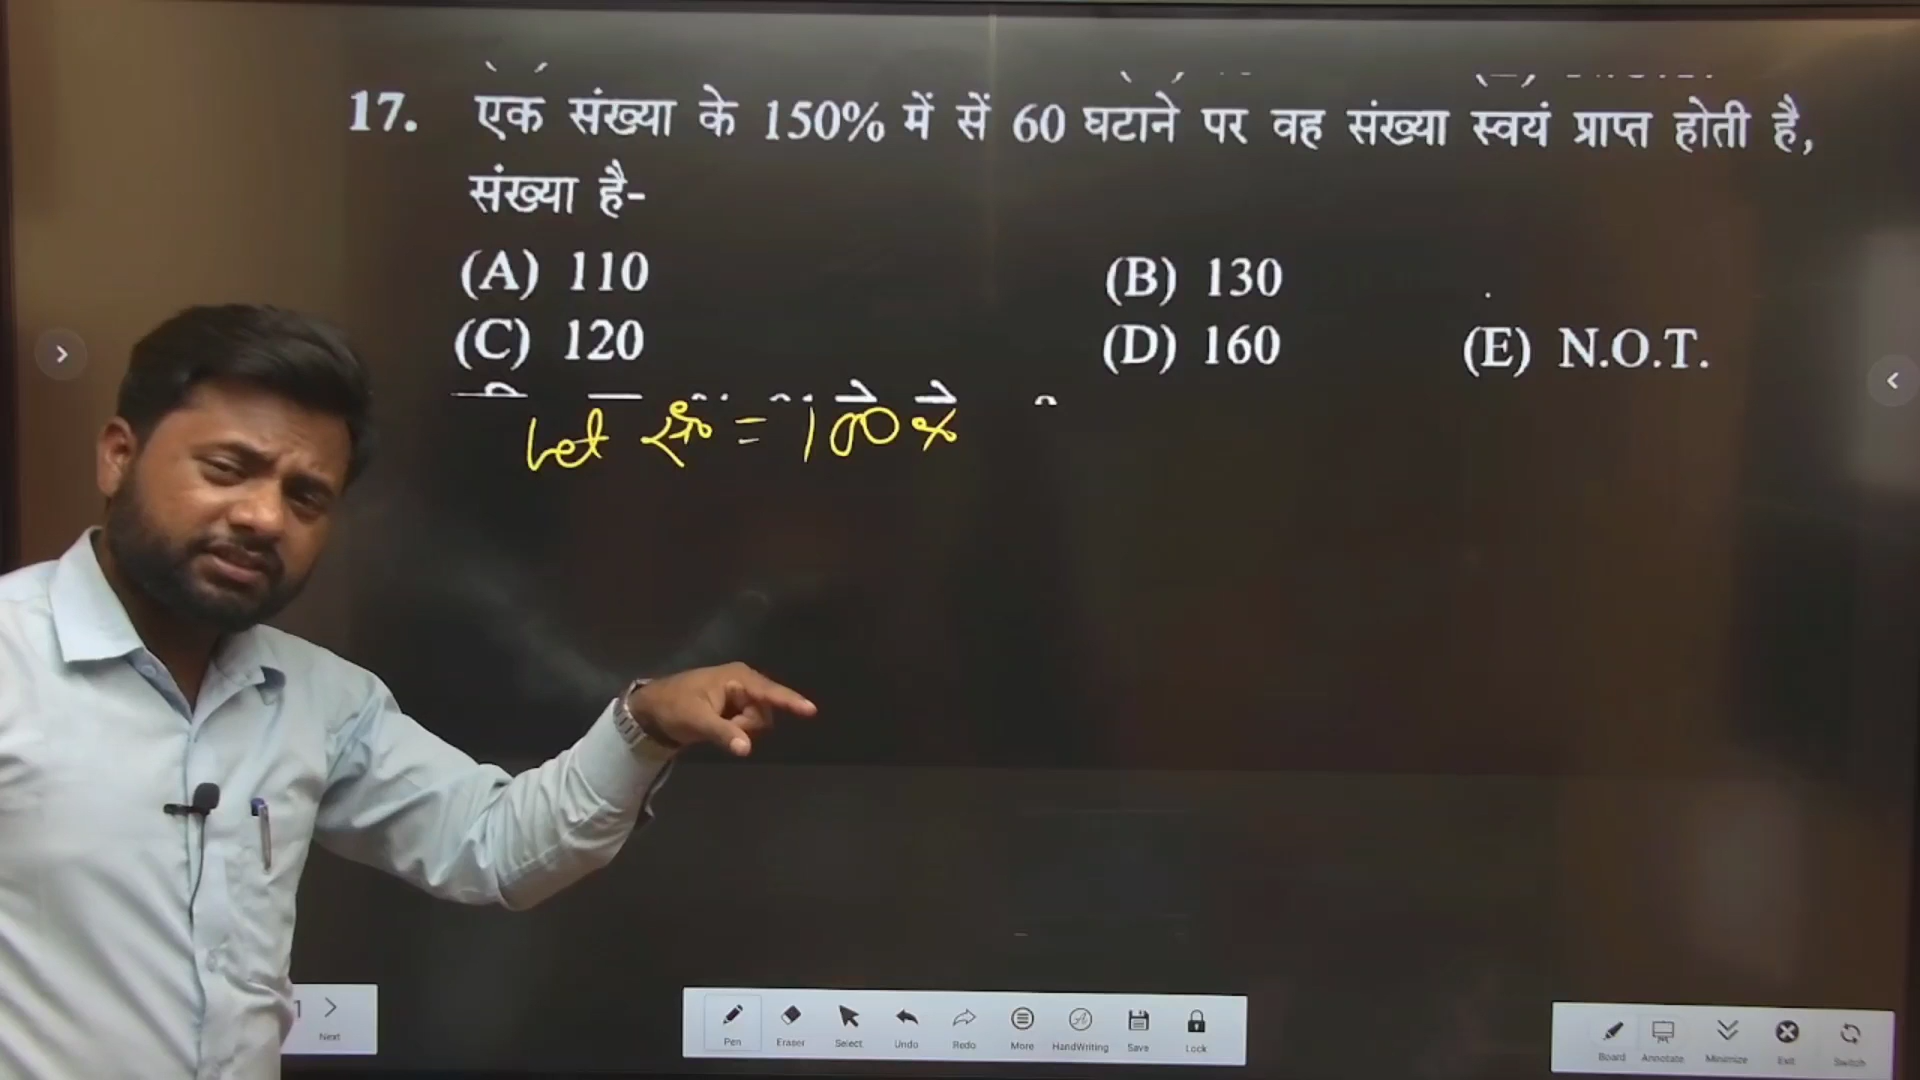 17. एक संख्या के 150% में सें 60 घटाने पर वह संख्या स्वयं प्राप्त होती है,
संख्या है-
(A) 110 (B) 130
(C) 120 (D) 160 (E) N.O.T.
Let सं० = 100%
1
Next
Pen Eraser Select Undo Redo More HandWriting Save Lock
Board Annotate Minimize Exit Switch